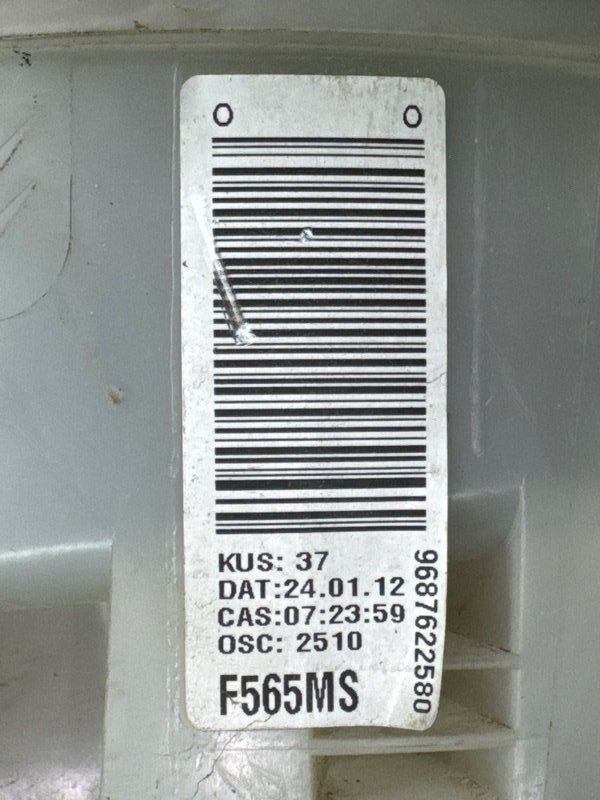 O O
KUS: 37
DAT:24.01.12
CAS:07:23:59
OSC: 2510
F565MS
9687622580